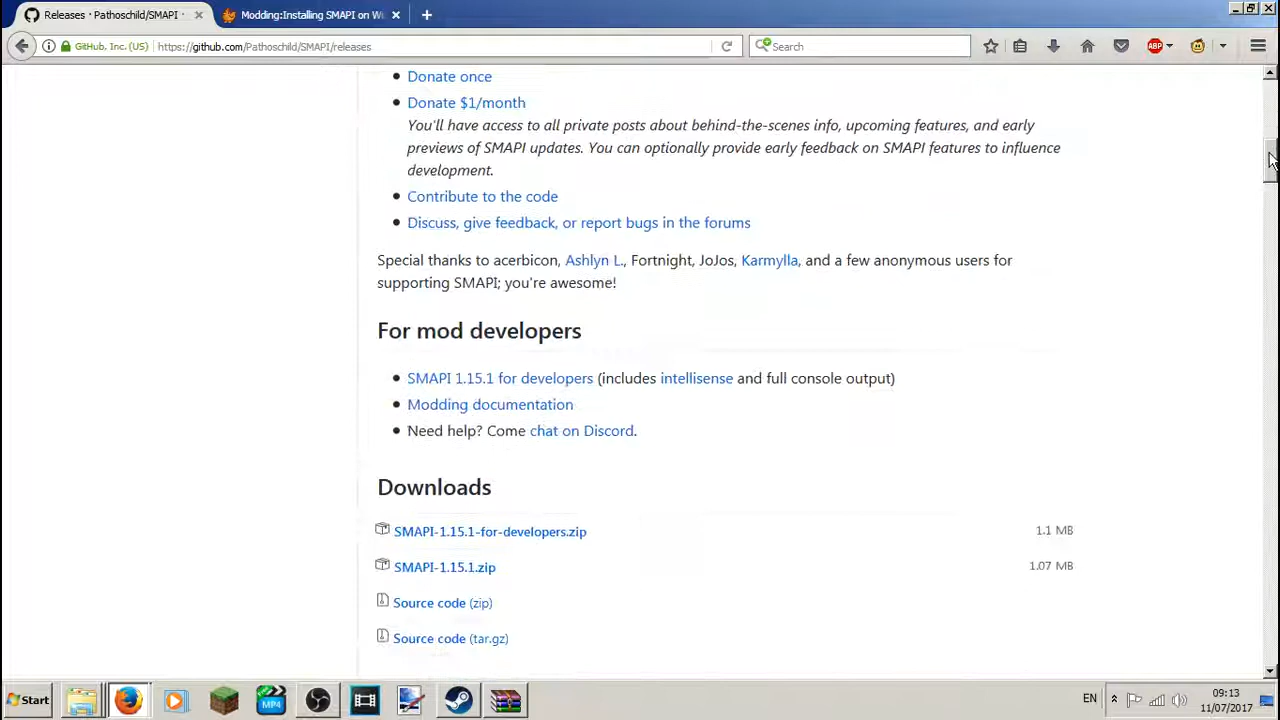 Releases · Pathoschild/SMAPI ·
Modding:Installing SMAPI on W
GitHub, Inc. (US)
https://github.com/Pathoschild/SMAPI/releases
Search
ABP
Donate once
Donate $1/month
You'll have access to all private posts about behind-the-scenes info, upcoming features, and early
previews of SMAPI updates. You can optionally provide early feedback on SMAPI features to influence
development.
Contribute to the code
Discuss, give feedback, or report bugs in the forums
Special thanks to acerbicon, Ashlyn L., Fortnight, JoJos, Karmylla, and a few anonymous users for
supporting SMAPI; you're awesome!
For mod developers
SMAPI 1.15.1 for developers (includes intellisense and full console output)
Modding documentation
Need help? Come chat on Discord.
Downloads
SMAPI-1.15.1-for-developers.zip 1.1 MB
SMAPI-1.15.1.zip 1.07 MB
Source code (zip)
Source code (tar.gz)
Start
MP4
EN
09:13
11/07/2017